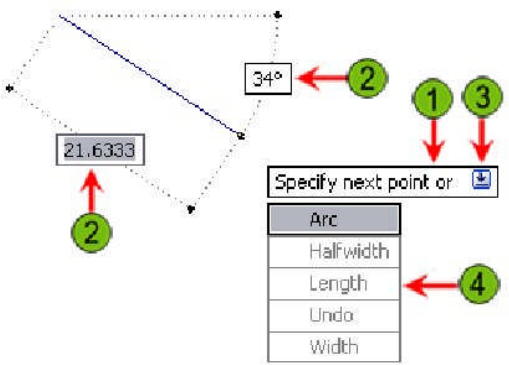 34°
2
1
3
21.6333
Specify next point or
2
Arc
Halfwidth
Length
4
Undo
Width